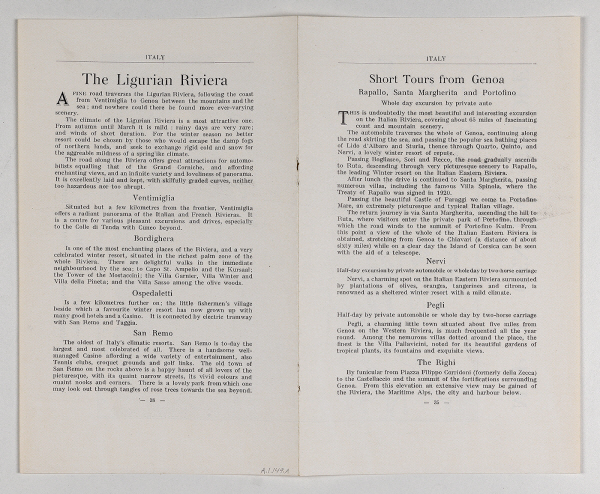 ITALY
The Ligurian Riviera
A FINE road traverses the Ligurian Riviera, following the coast
from Ventimiglia to Genoa between the mountains and the
sea; and nowhere could there be found more ever-varying
scenery.
The climate of the Ligurian Riviera is a most attractive one.
From autumn until March it is mild; rainy days are very rare;
and winds of short duration. For the winter season no better
resort could be chosen by those who would escape the damp fogs
of northern lands, and seek to exchange rigid cold and snow for
the agreeable mildness of a spring like climate.
The road along the Riviera offers great attractions for automo-
bilists equalling that of the Grand Corniche, and affording
enchanting views, and an infinite variety and loveliness of panorama.
It is excellently laid and kept, with skilfully graded curves, neither
too hazardous nor too abrupt.
Ventimiglia
Situated but a few kilometres from the frontier, Ventimiglia
offers a radiant panorama of the Italian and French Rivieras. It
is a centre for various pleasant excursions and drives, especially
to the Colle di Tenda with Cuneo beyond.
Bordighera
Is one of the most enchanting places of the Riviera, and a very
celebrated winter resort, situated in the richest palm zone of the
whole Riviera. There are delightful walks in the immediate
neighbourhood by the sea; to Capo St. Ampelio and the Kursaal;
the Tower of the Mostaccini; the Villa Garnier, Villa Winter and
Villa della Pineta; and the Villa Sasso among the olive woods.
Ospedaletti
Is a few kilometres further on; the little fishermen's village
beside which a favourite winter resort has now grown up with
many good hotels and a Casino. It is connected by electric tramway
with San Remo and Taggia.
San Remo
The oldest of Italy's climatic resorts. San Remo is to-day the
largest and most celebrated of all. There is a handsome well-
managed Casino affording a wide variety of entertainment, also
Tennis clubs, croquet grounds and golf links. The old town of
San Remo on the rocks above is a happy haunt of all lovers of the
picturesque, with its quaint narrow streets, its vivid colours and
quaint nooks and corners. There is a lovely park from which one
may look out through tangles of rose trees towards the sea beyond.
ITALY
Short Tours from Genoa
Rapallo, Santa Margherita and Portofino
Whole day excursion by private auto
THIS is undoubtedly the most beautiful and interesting excursion
on the Italian Riviera, covering about 65 miles of fascinating
coast and mountain scenery.
The automobile traverses the whole of Genoa, continuing along
the road skirting the sea, and passing the popular sea bathing places
of Lido d'Albaro and Sturla, thence through Quarto, Quinto, and
Nervi, a lovely winter resort of repute.
Passing Bogliasco, Sori and Recco, the road gradually ascends
to Ruta, descending through very picturesque scenery to Rapallo,
the leading Winter resort on the Italian Eastern Riviera.
After lunch the drive is continued to Santa Margherita, passing
numerous villas, including the famous Villa Spinola, where the
Treaty of Rapallo was signed in 1920.
Passing the beautiful Castle of Paraggi we come to Portofino
Mare, an extremely picturesque and typical Italian village.
The return journey is via Santa Margherita, ascending the hill to
Ruta, where visitors enter the private park of Portofino, through
which the road winds to the summit of Portofino Kulm. From
this point a view of the whole of the Italian Eastern Riviera is
obtained, stretching from Genoa to Chiavari (a distance of about
sixty miles) while on a clear day the Island of Corsica can be seen
with the aid of a telescope.
Nervi
Half-day excursion by private automobile or whole day by two-horse carriage
Nervi, a charming spot on the Italian Eastern Riviera surmounted
by plantations of olives, oranges, tangerines and citrons, is
renowned as a sheltered winter resort with a mild climate.
Pegli
Half-day by private automobile or whole day by two-horse carriage
Pegli, a charming little town situated about five miles from
Genoa on the Western Riviera, is much frequented all the year
round. Among the numerous villas dotted around the place, the
finest is the Villa Pallavicini, noted for its beautiful gardens of
tropical plants, its fountains and exquisite views.
The Righi
By funicular from Piazza Filippo Corridoni (formerly della Zecca)
to the Castellaccio and the summit of the fortifications surrounding
Genoa. From this elevation an extensive view may be gained of
the Riviera, the Maritime Alps, the city and harbour below.
— 35 —